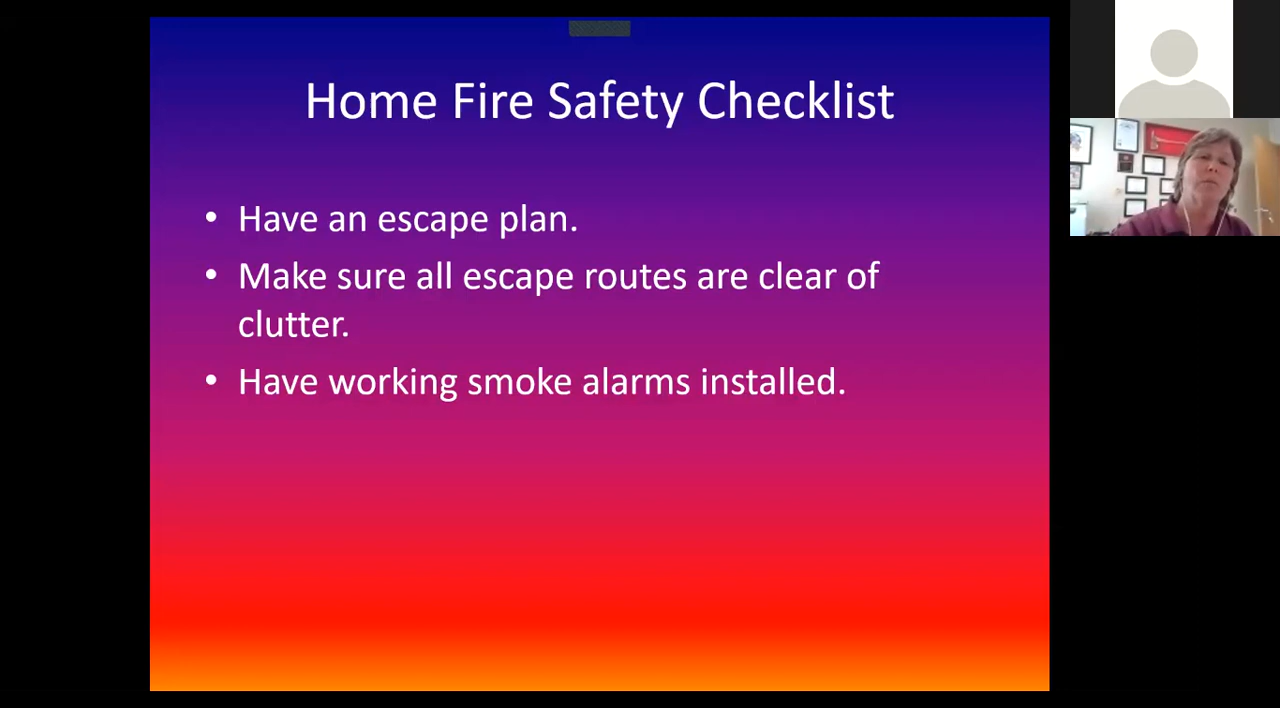 Home Fire Safety Checklist
• Have an escape plan.
• Make sure all escape routes are clear of
clutter.
• Have working smoke alarms installed.